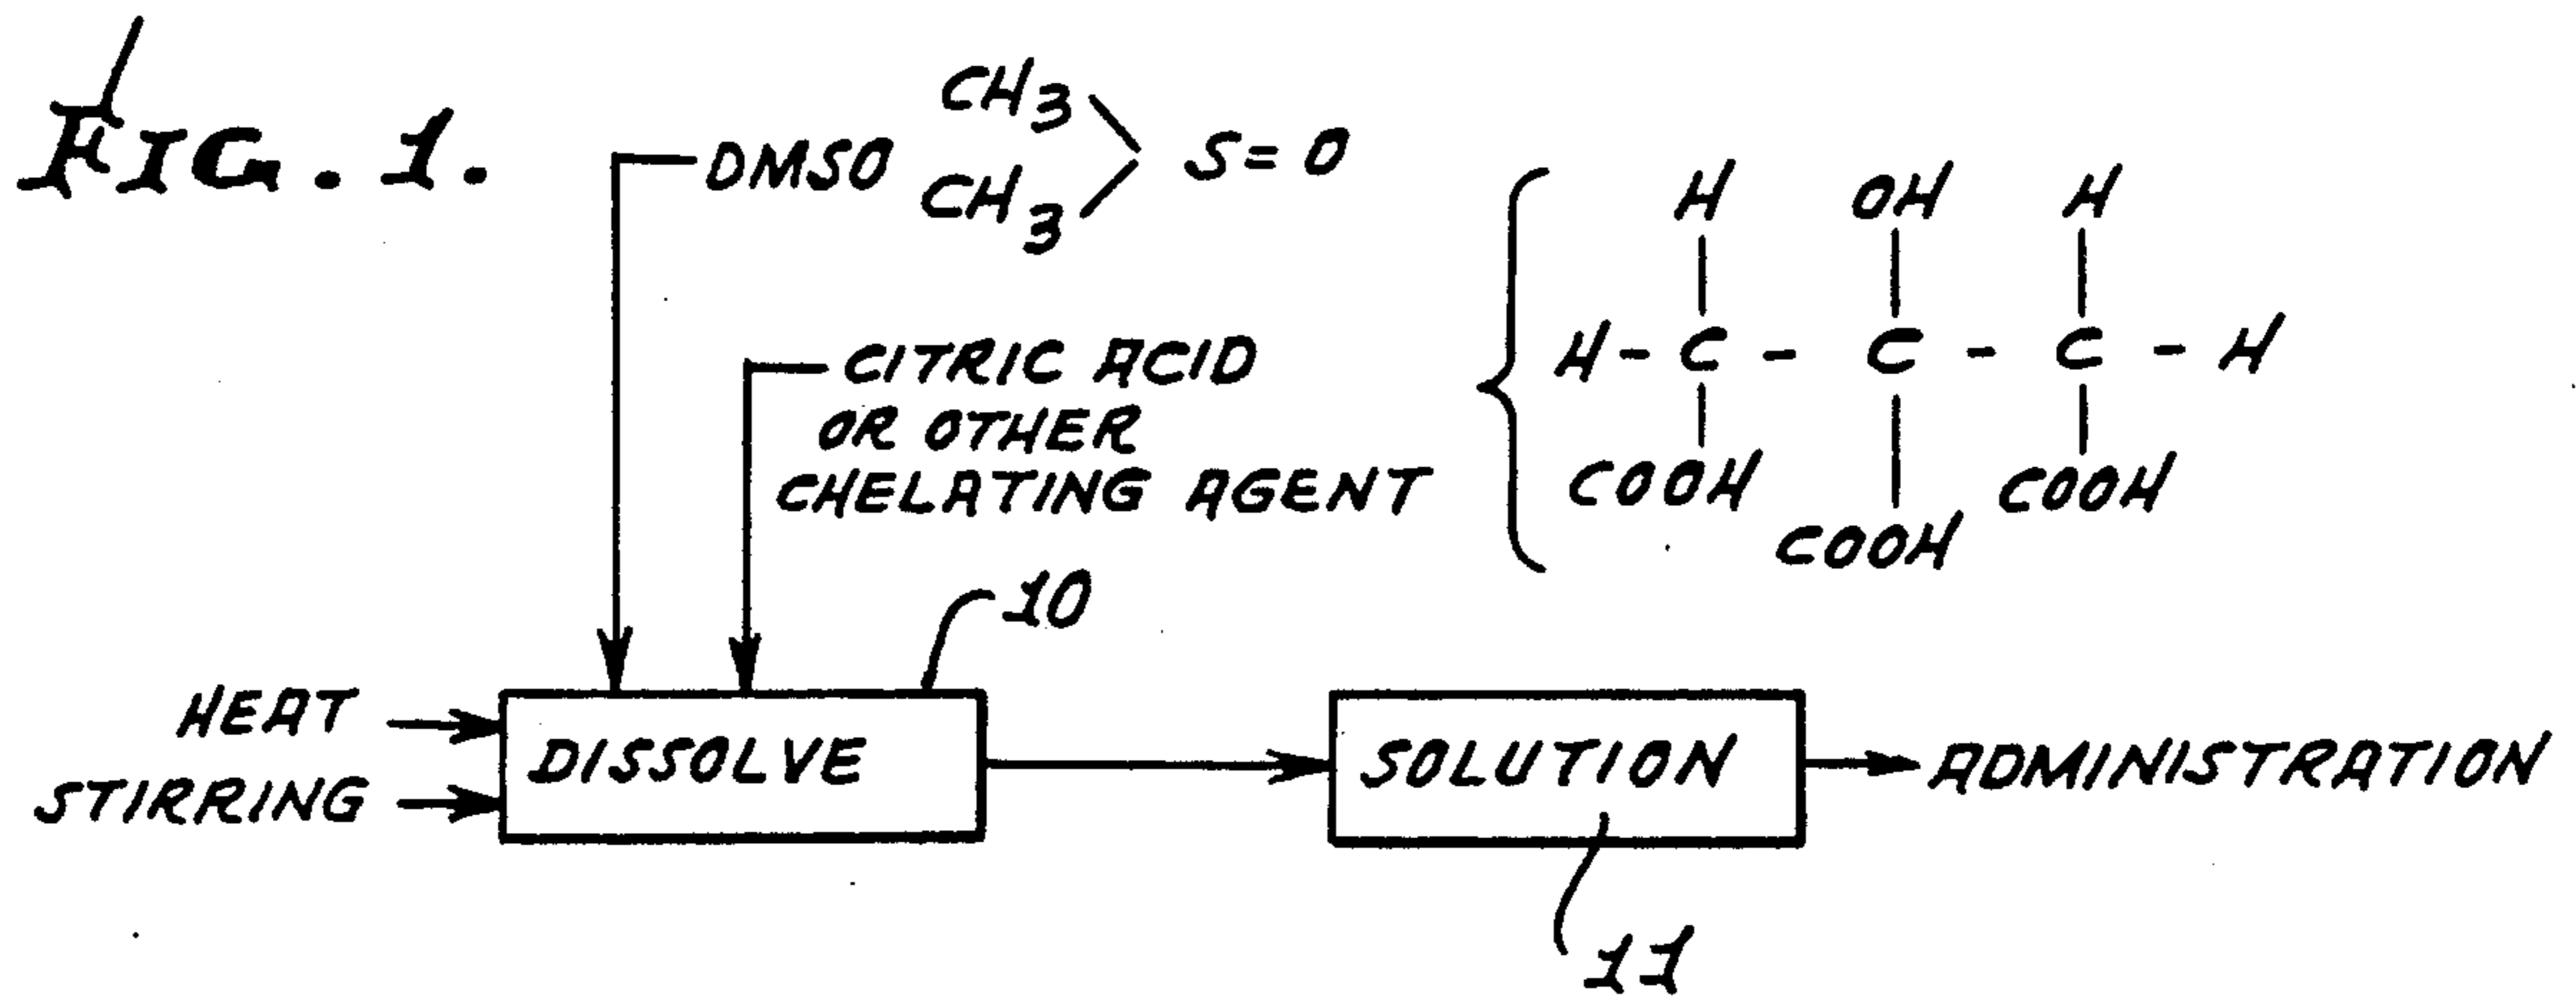 FIG. 1.
DMSO CH3 CH3 S=O
CITRIC ACID
OR OTHER
CHELATING AGENT
H OH H
H - C - C - C - H
COOH COOH COOH
10
HEAT
STIRRING
DISSOLVE
SOLUTION
ADMINISTRATION
11